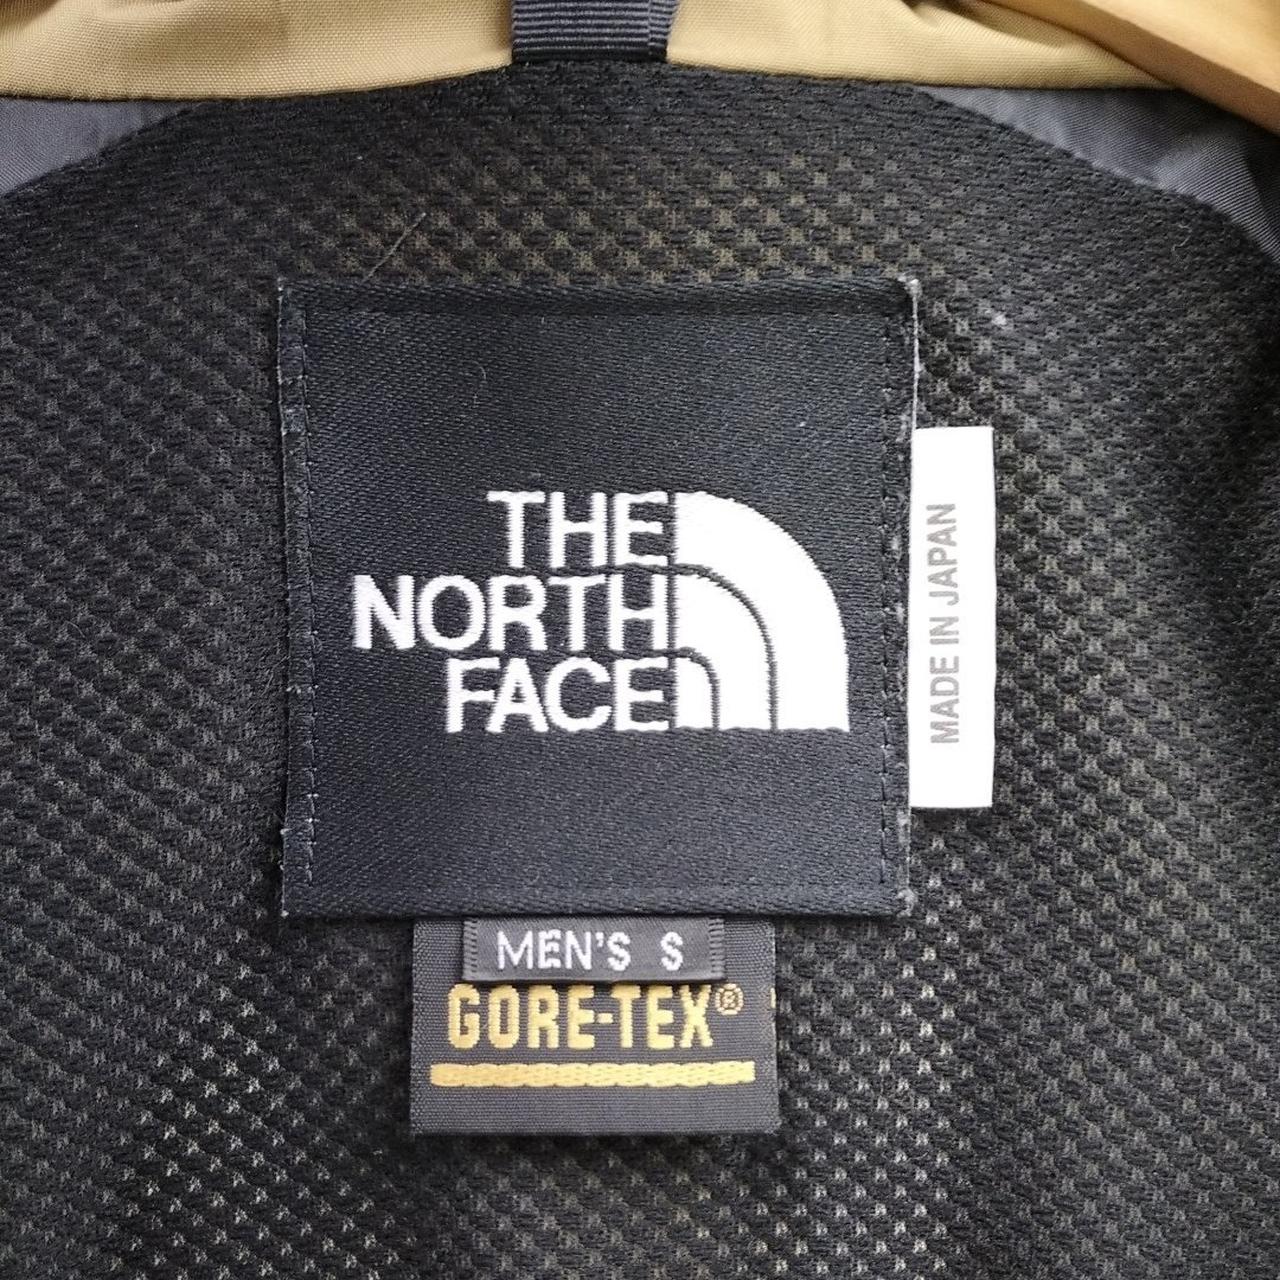 THE
NORTH
FACE
MADE IN JAPAN
MEN'S S
GORE-TEX®